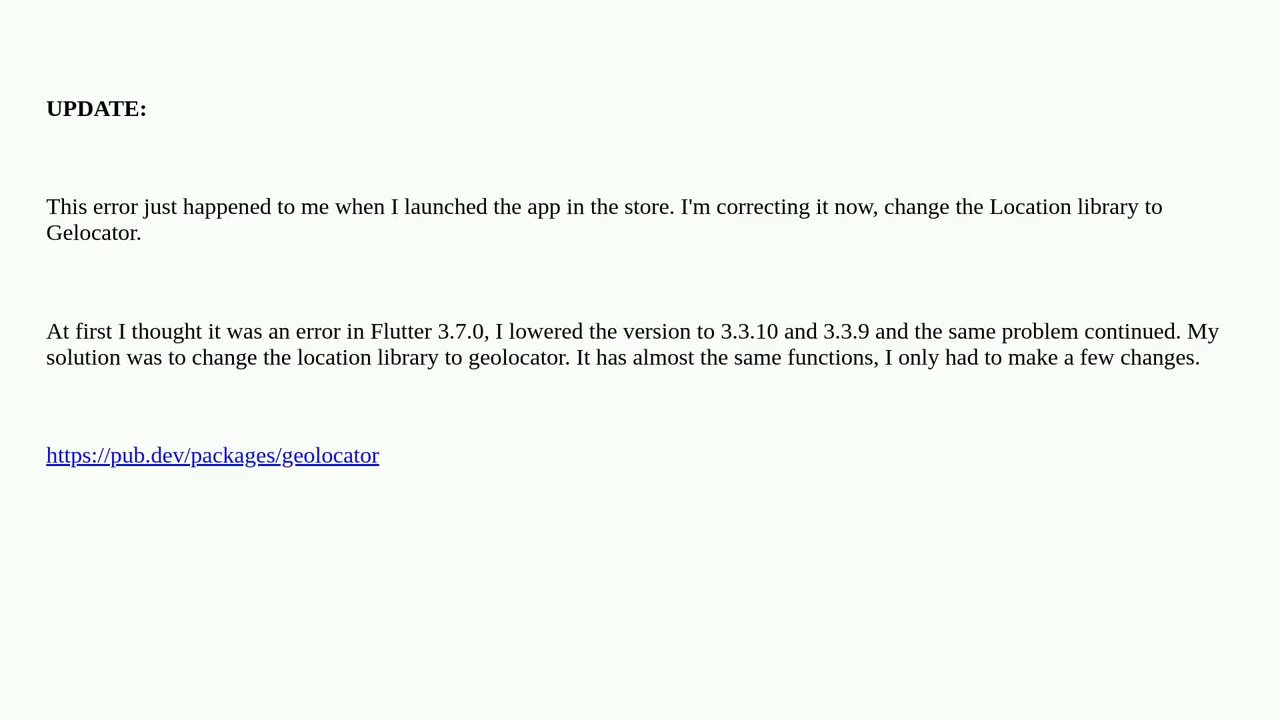 UPDATE:
This error just happened to me when I launched the app in the store. I'm correcting it now, change the Location library to
Gelocator.
At first I thought it was an error in Flutter 3.7.0, I lowered the version to 3.3.10 and 3.3.9 and the same problem continued. My
solution was to change the location library to geolocator. It has almost the same functions, I only had to make a few changes.
https://pub.dev/packages/geolocator